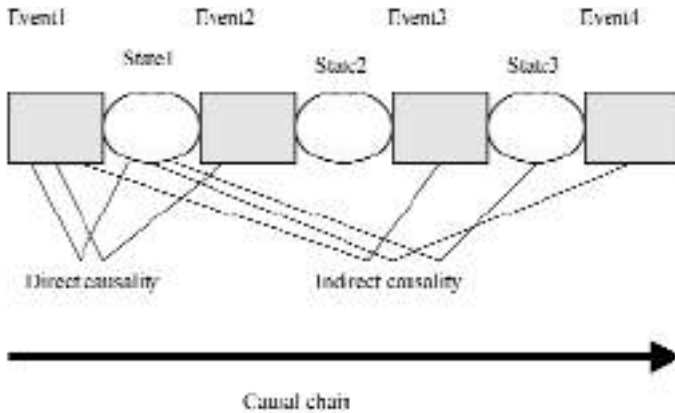 Event1 Event2 Event3 Event4
State1 State2 State3
Direct causality Indirect causality
Causal chain